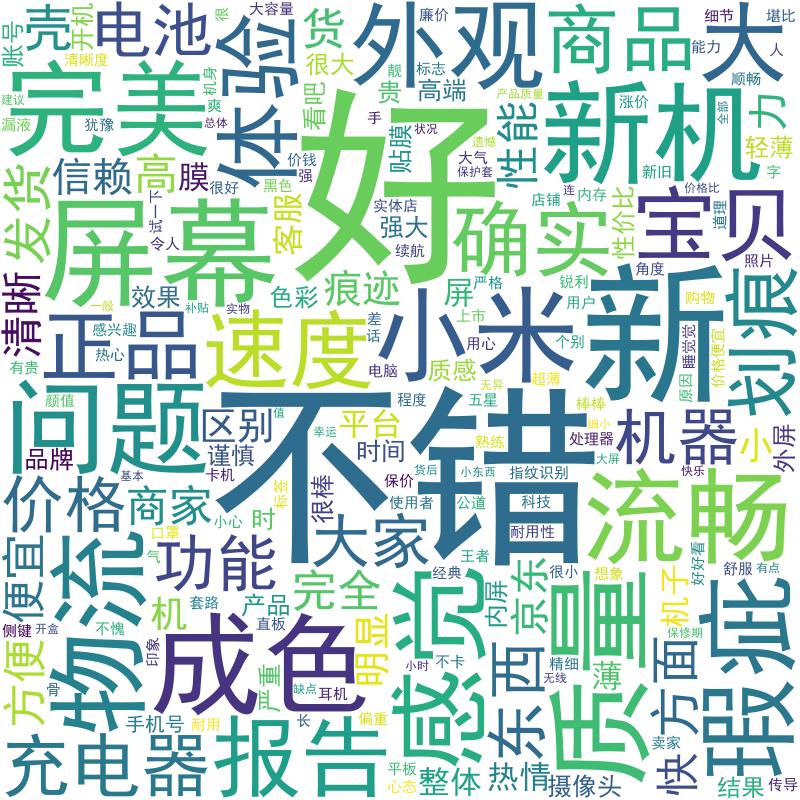 不错
好
新
屏幕
完美
新机
质量
外观
成色
问题
小米
宝贝
速度
正品
流畅
感觉
物流
瑕疵
报告
充电器
体验
商品
大
确实
划痕
电池
壳
货
发货
清晰
价格
功能
大家
机器
东西
方面
京东
完全
便宜
方便
商家
区别
痕迹
信赖
高
膜
客服
性能
力
轻薄
性价比
强大
高端
贵
很大
看吧
贴膜
色彩
效果
屏
质感
平台
时间
谨慎
品牌
很棒
时
机
产品
明显
严重
整体
热情
摄像头
快
结果
薄
内屏
机子
小
外屏
账号
开机
清晰度
漏液
建议
犹豫
机身
爽
很
大容量
总体
廉价
靓
标志
手
状况
遗憾
产品质量
细节
堪比
能力
人
顺畅
涨价
全部
字
新旧
价格比
道理
照片
角度
购物
内存
连
店铺
大气
保护套
实体店
续航
价钱
强
很好
黑色
试一下
令人
锐利
用户
严格
上市
用心
个别
差
话
电脑
补贴
实物
一般
感兴趣
热心
有贵
颜值
卡机
基本
值
幸运
标签
保价
程度
五星
无异
超薄
熟练
棒棒
细小
处理器
大屏
快乐
原因
睡觉觉
价格便宜
货后
小东西
指纹识别
使用者
公道
科技
耐用性
王者
小心
口罩
气
套路
直板
不愧
侧键
开盒
印象
骨
手机号
耐用
缺点
耳机
长
偏重
小时
不卡
经典
很小
想象
精细
无线
平板
心态
卖家
保修期
好好看
舒服
有点
传导